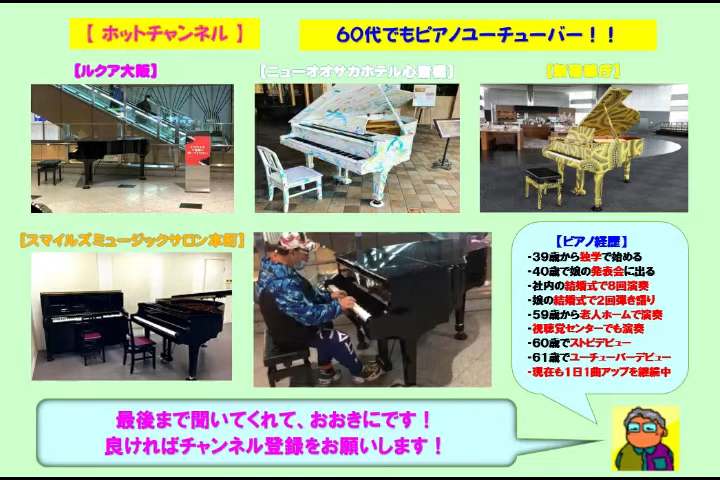 【 ホットチャンネル 】
60代でもピアノユーチューバー！！
【ルクア大阪】
【ニューオオサカホテル心斎橋】
【新宿都庁】
【スマイルズミュージックサロン本町】
【ピアノ経歴】
・39歳から独学で始める
・40歳で娘の発表会に出る
・社内の結婚式で8回演奏
・娘の結婚式で2回弾き語り
・59歳から老人ホームで演奏
・視聴覚センターでも演奏
・60歳でストピデビュー
・61歳でユーチューバーデビュー
・現在も1日1曲アップを継続中
最後まで聞いてくれて、おおきにです！
良ければチャンネル登録をお願いします！